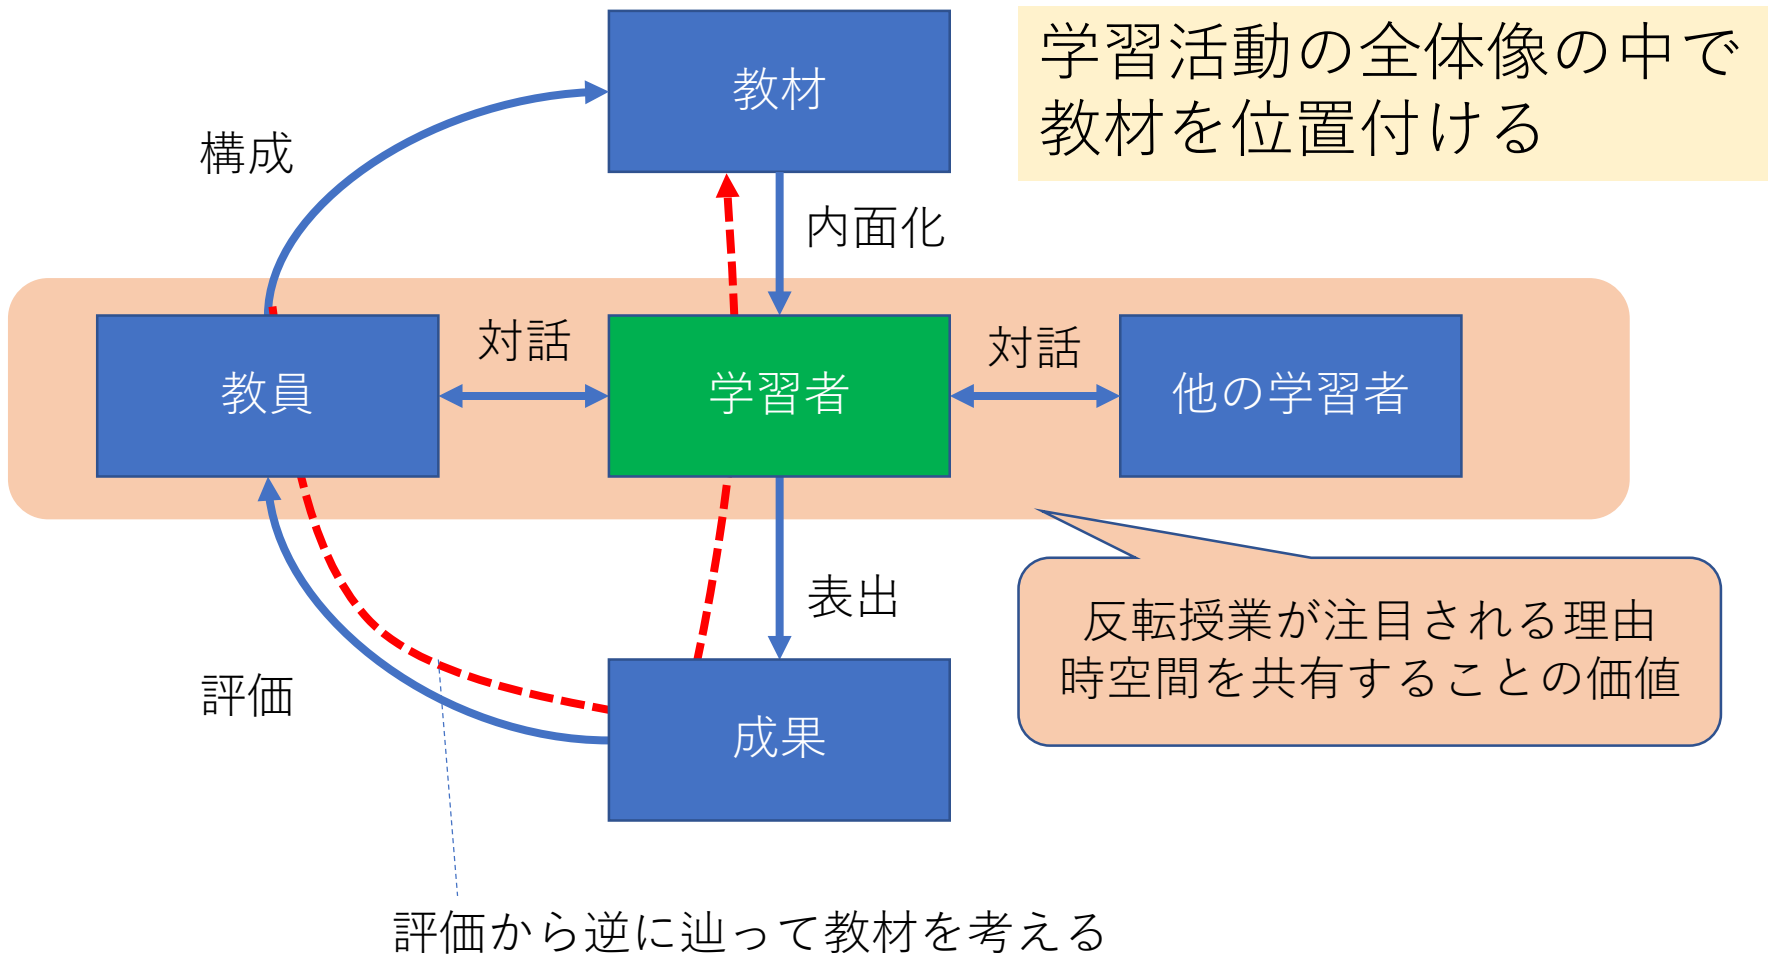 学習活動の全体像の中で
教材を位置付ける
教材
構成
内面化
対話
対話
教員
学習者
他の学習者
表出
反転授業が注目される理由
時空間を共有することの価値
評価
成果
評価から逆に辿って教材を考える